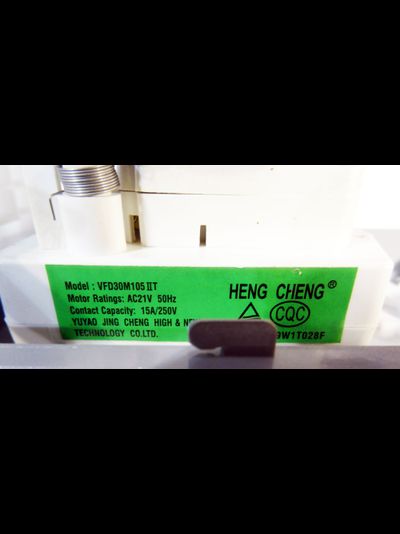 Model : VFD30M105IIT
Motor Ratings: AC21V 50Hz
Contact Capacity: 15A/250V
YUYAO JING CHENG HIGH &
TECHNOLOGY CO.LTD.
HENG CHENG®
CQC